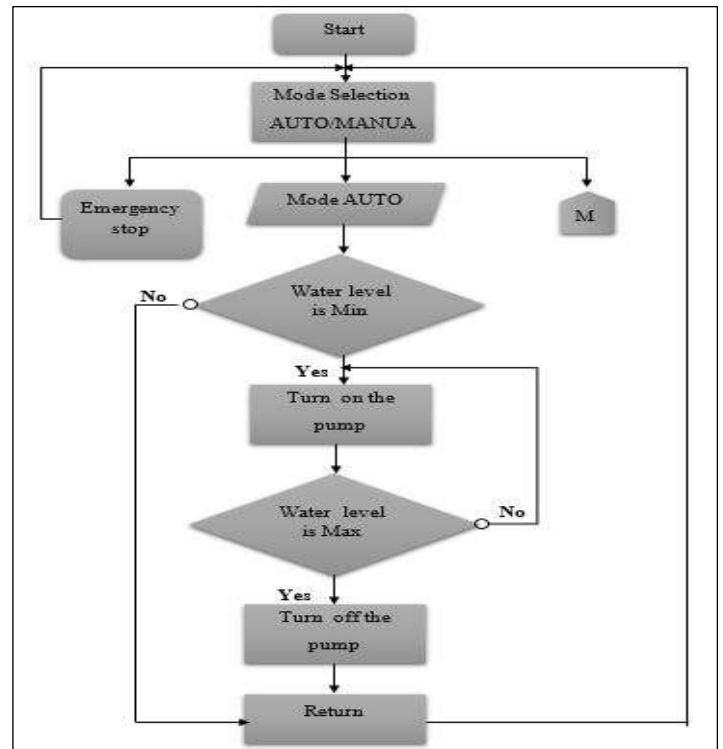 Start
Mode Selection
AUTO/MANUA
Emergency
stop
Mode AUTO
M
Water level
is Min
No
Yes
Turn on the
pump
Water level
is Max
No
Yes
Turn off the
pump
Return